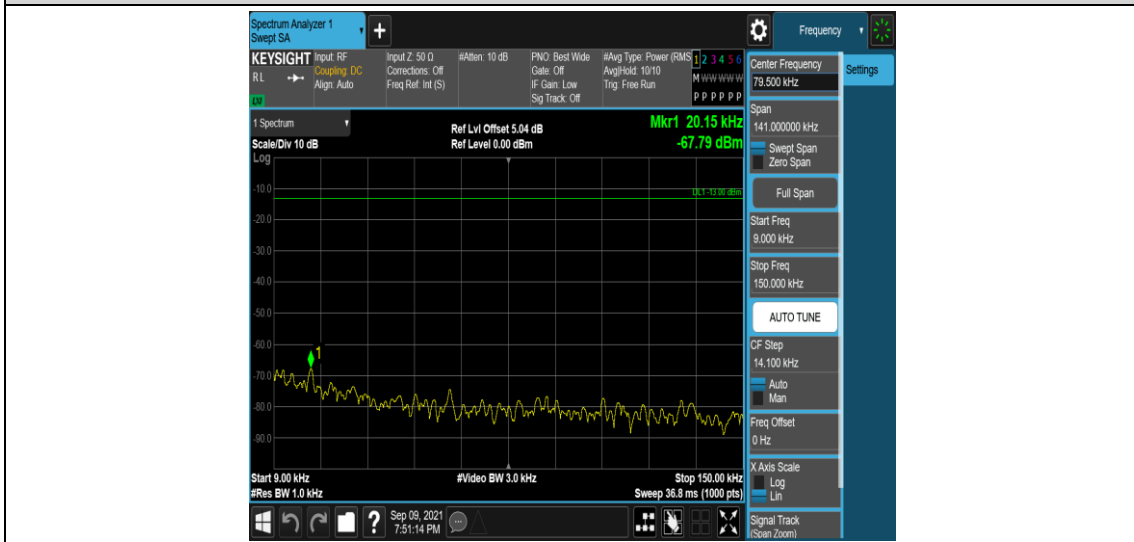 Spectrum Analyzer 1
Swept SA
+
Frequency
KEYSIGHT
RL
LXI
Input: RF
Coupling: DC
Align: Auto
Input Z: 50 Ω
Corrections: Off
Freq Ref: Int (S)
#Atten: 10 dB
PNO: Best Wide
Gate: Off
IF Gain: Low
Sig Track: Off
#Avg Type: Power (RMS
Avg|Hold: 10/10
Trig: Free Run
1 2 3 4 5 6
M W W W W W
P P P P P P
1 Spectrum
Scale/Div 10 dB
Log
Ref Lvl Offset 5.04 dB
Ref Level 0.00 dBm
Mkr1 20.15 kHz
-67.79 dBm
DL1 -13.00 dBm
-10.0
-20.0
-30.0
-40.0
-50.0
-60.0
-70.0
-80.0
-90.0
1
Start 9.00 kHz
#Res BW 1.0 kHz
#Video BW 3.0 kHz
Stop 150.00 kHz
Sweep 36.8 ms (1000 pts)
?
Sep 09, 2021
7:51:14 PM
Center Frequency
79.500 kHz
Settings
Span
141.000000 kHz
Swept Span
Zero Span
Full Span
Start Freq
9.000 kHz
Stop Freq
150.000 kHz
AUTO TUNE
CF Step
14.100 kHz
Auto
Man
Freq Offset
0 Hz
X Axis Scale
Log
Lin
Signal Track
(Span Zoom)